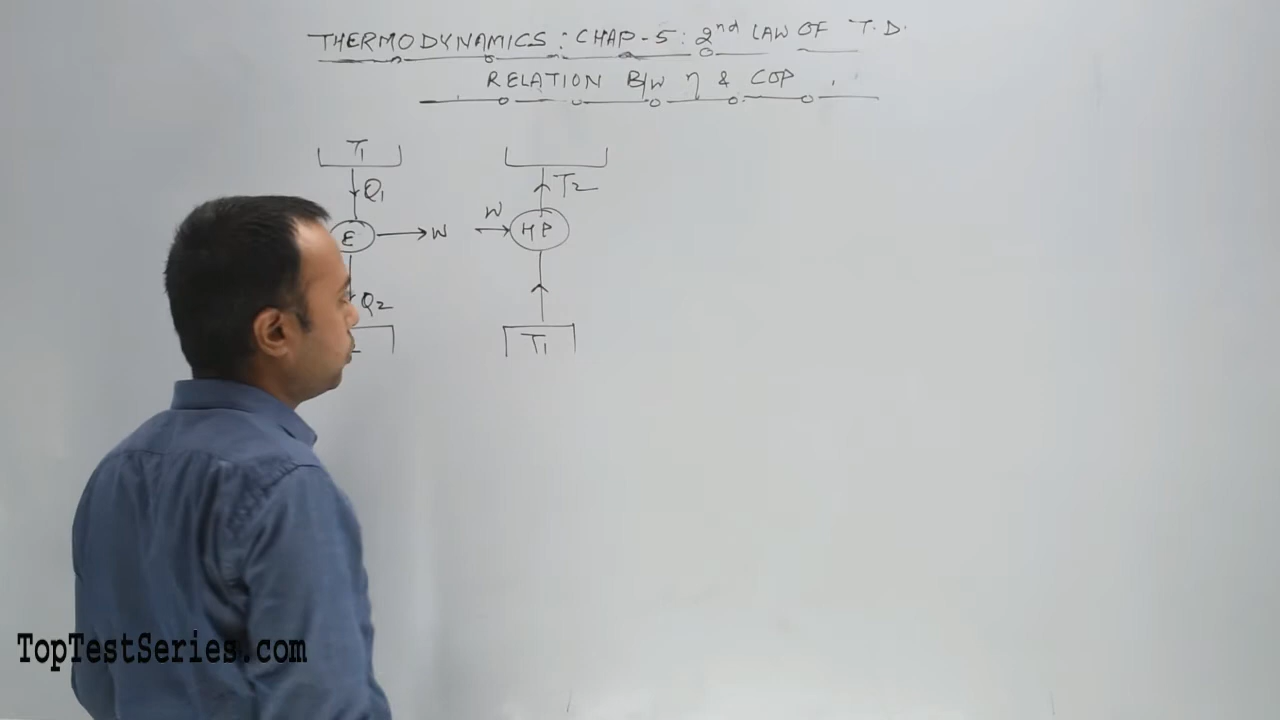 THERMODYNAMICS : CHAP-5 : 2nd LAW OF T.D.
RELATION B/W η & COP
T1
Q1
E
W
Q2
T2
W
HP
T1
TopTestSeries.com